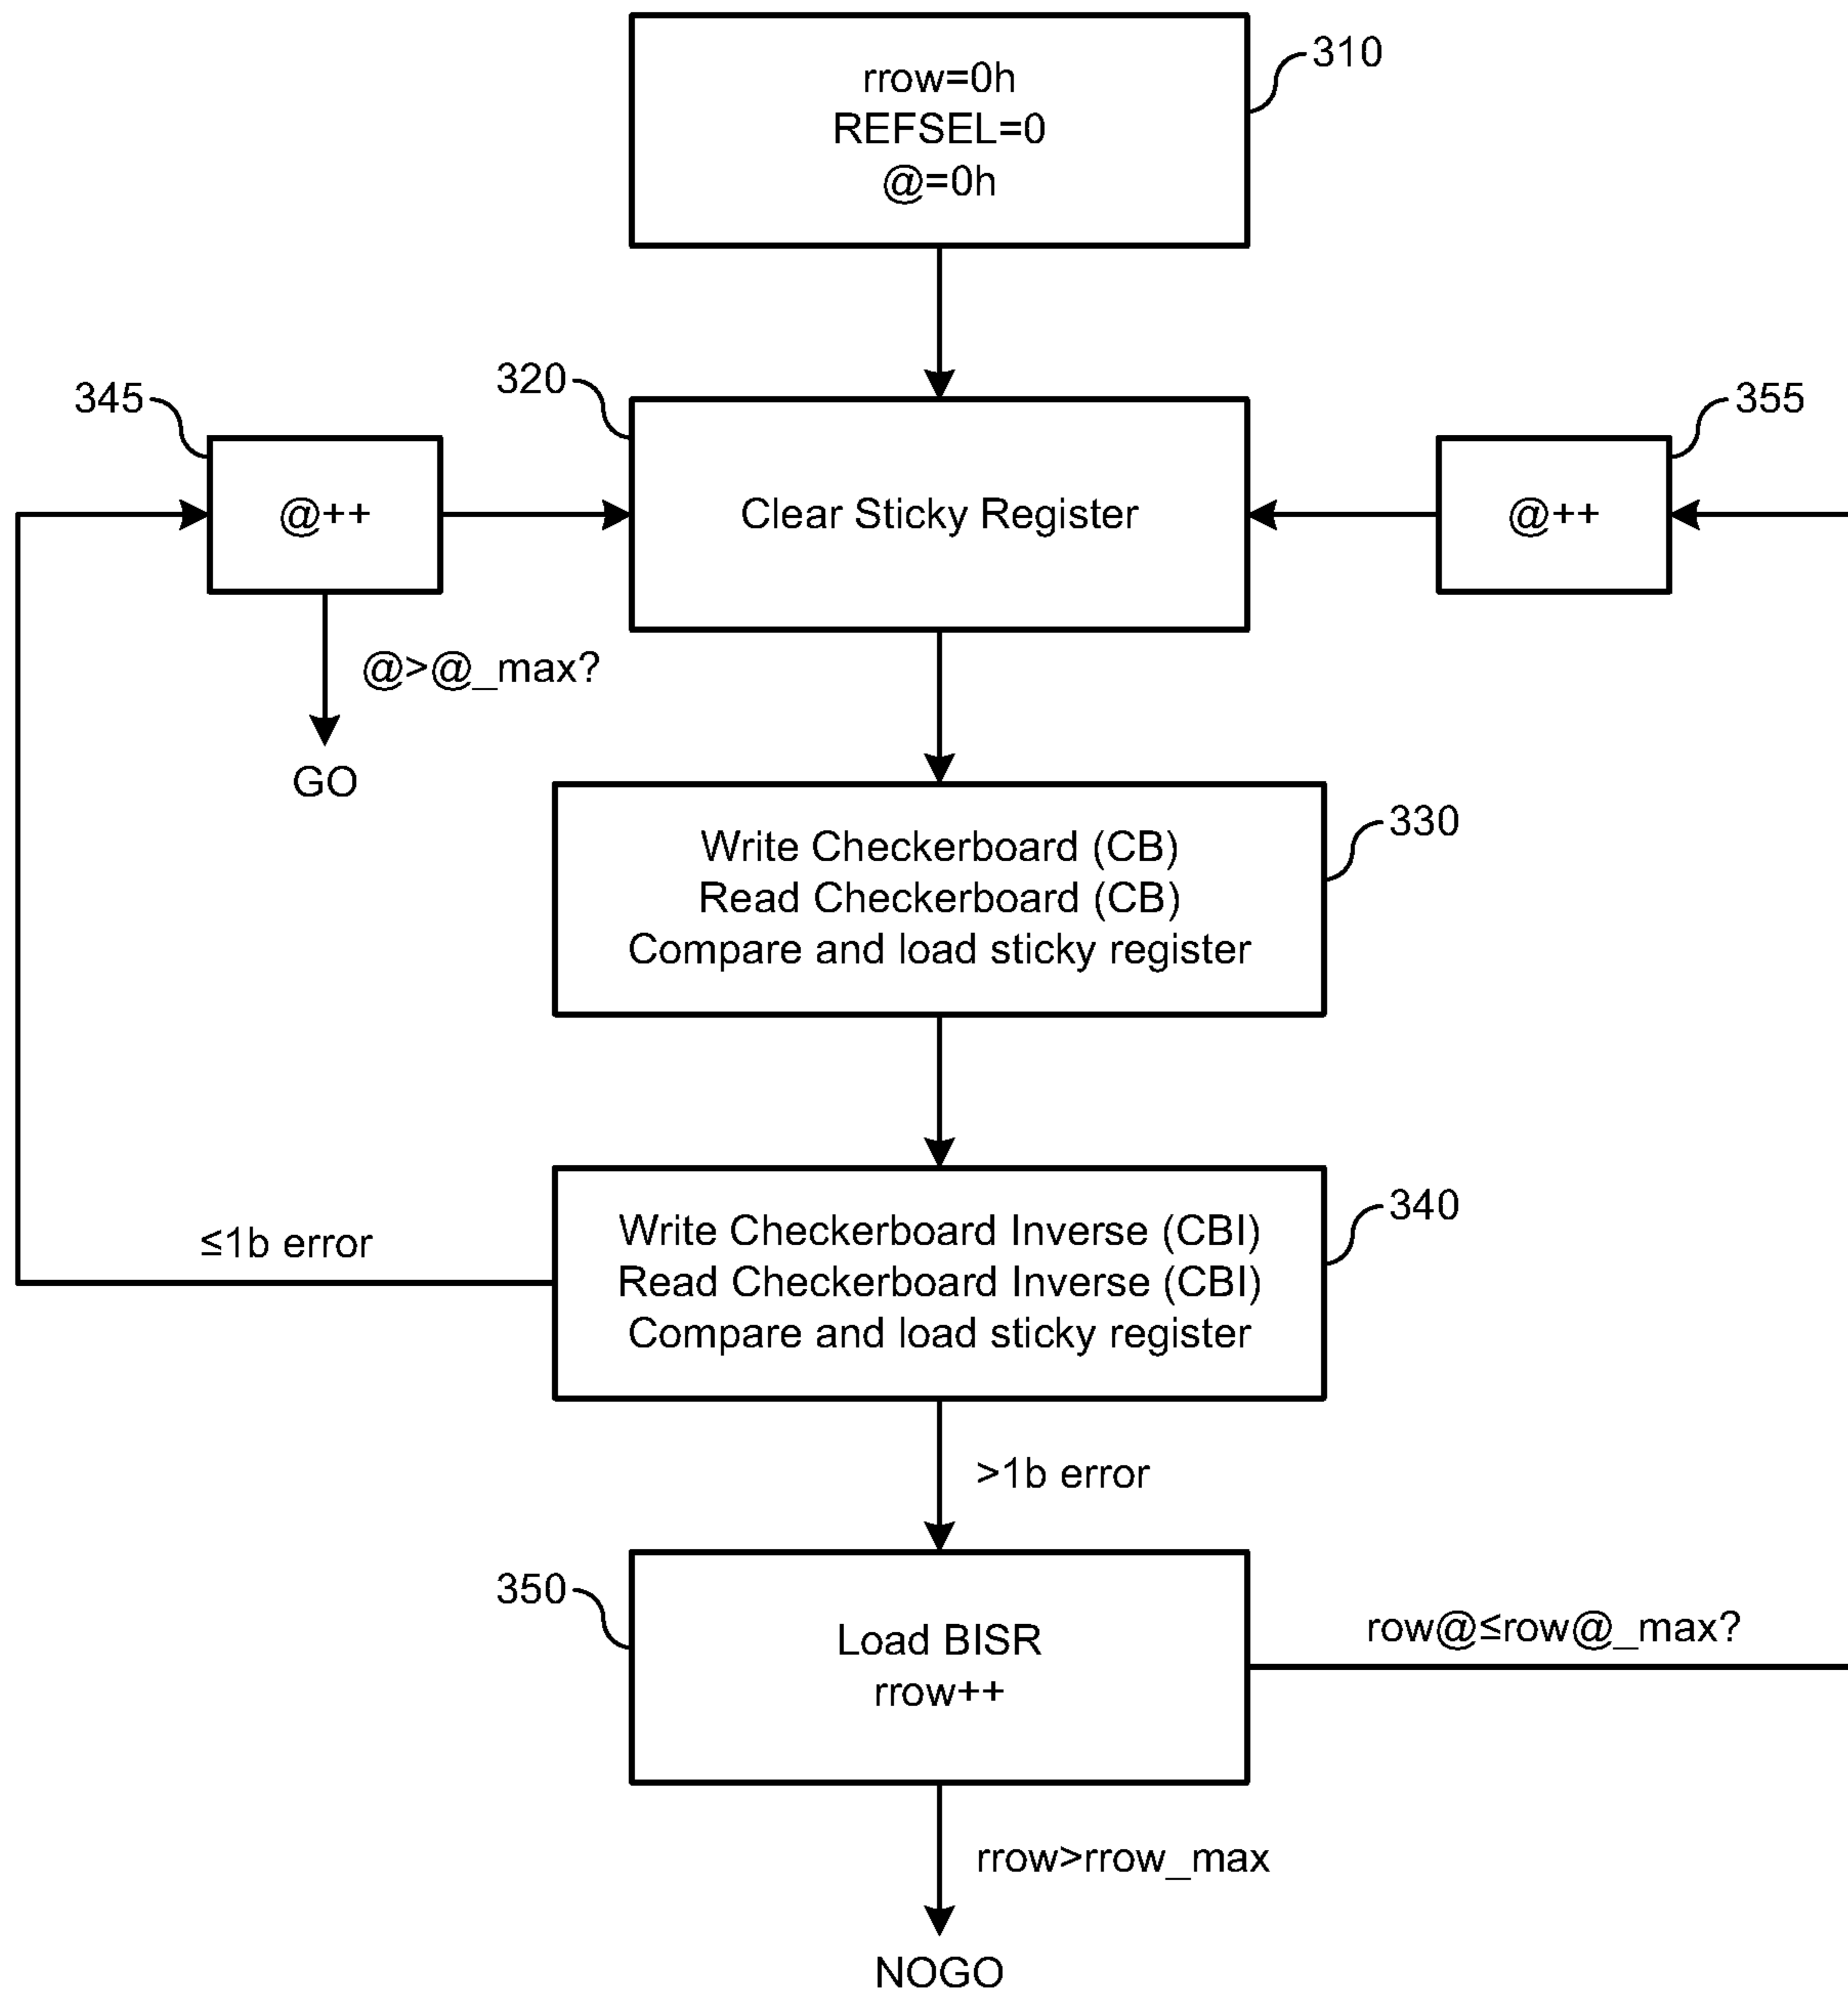 rrow=0h
REFSEL=0
@=0h
310
345
@++
320
Clear Sticky Register
355
@++
@>@_max?
GO
Write Checkerboard (CB)
Read Checkerboard (CB)
Compare and load sticky register
330
≤1b error
Write Checkerboard Inverse (CBI)
Read Checkerboard Inverse (CBI)
Compare and load sticky register
340
>1b error
350
Load BISR
rrow++
row@≤row@_max?
rrow>rrow_max
NOGO